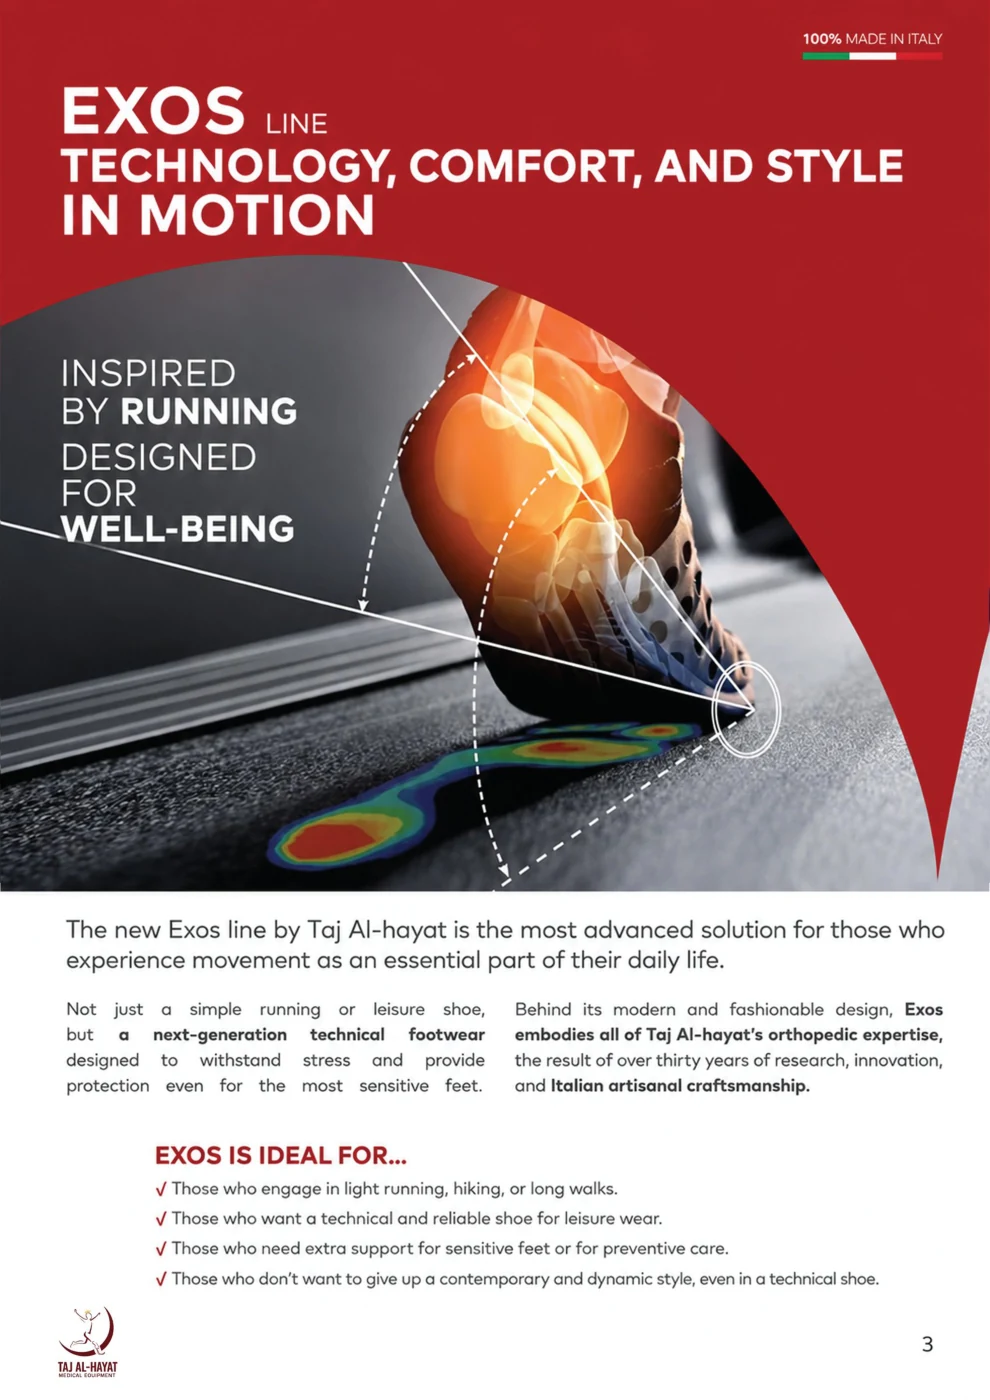 100% MADE IN ITALY
EXOS LINE
TECHNOLOGY, COMFORT, AND STYLE
IN MOTION
INSPIRED
BY RUNNING
DESIGNED
FOR
WELL-BEING
The new Exos line by Taj Al-hayat is the most advanced solution for those who
experience movement as an essential part of their daily life.
Not just a simple running or leisure shoe,
but a next-generation technical footwear
designed to withstand stress and provide
protection even for the most sensitive feet.
Behind its modern and fashionable design, Exos
embodies all of Taj Al-hayat's orthopedic expertise,
the result of over thirty years of research, innovation,
and Italian artisanal craftsmanship.
EXOS IS IDEAL FOR...
√ Those who engage in light running, hiking, or long walks.
√ Those who want a technical and reliable shoe for leisure wear.
√ Those who need extra support for sensitive feet or for preventive care.
√ Those who don't want to give up a contemporary and dynamic style, even in a technical shoe.
TAJ AL-HAYAT
MEDICAL EQUIPMENT
3